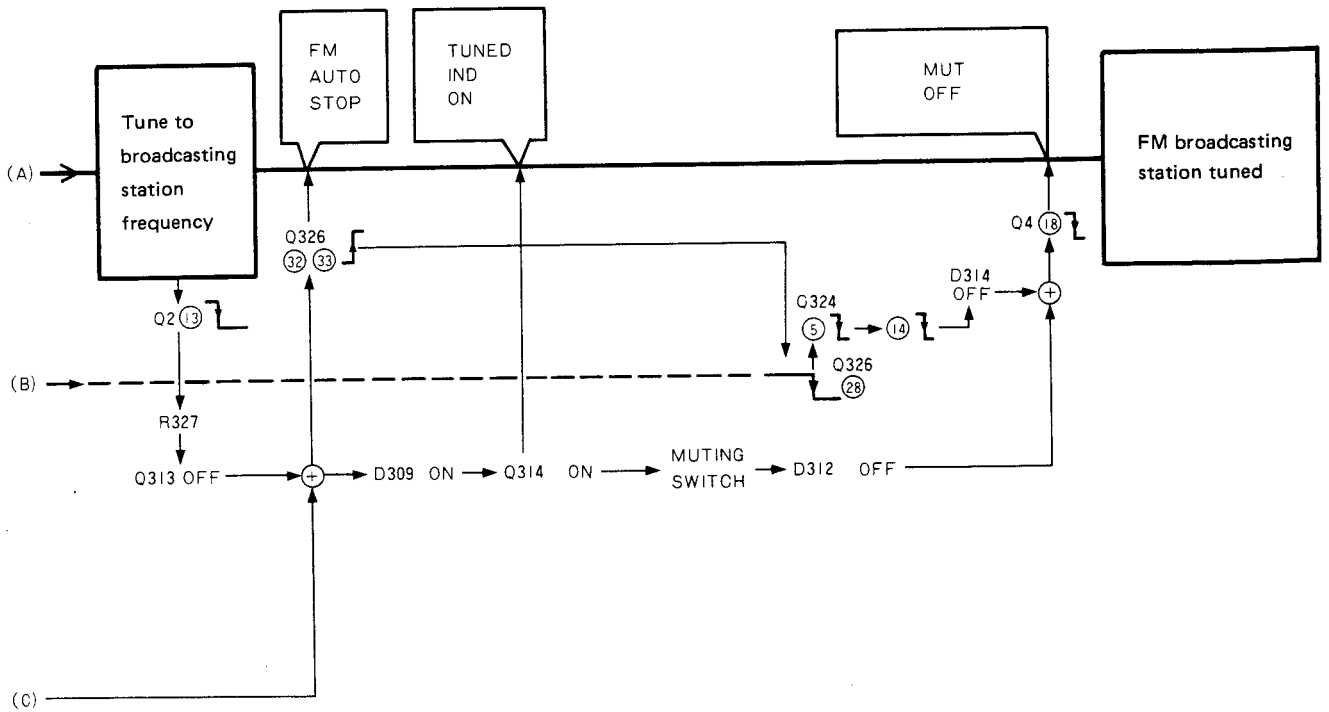 FM
AUTO
STOP
TUNED
IND
ON
MUT
OFF
Tune to
broadcasting
station
frequency
FM broadcasting
station tuned
(A)
Q326
32 33
Q4 18
Q2 13
D314
OFF
+
Q324
5
14
Q326
28
(B)
R327
Q313 OFF
+
D309 ON
Q314 ON
MUTING
SWITCH
D312 OFF
(C)